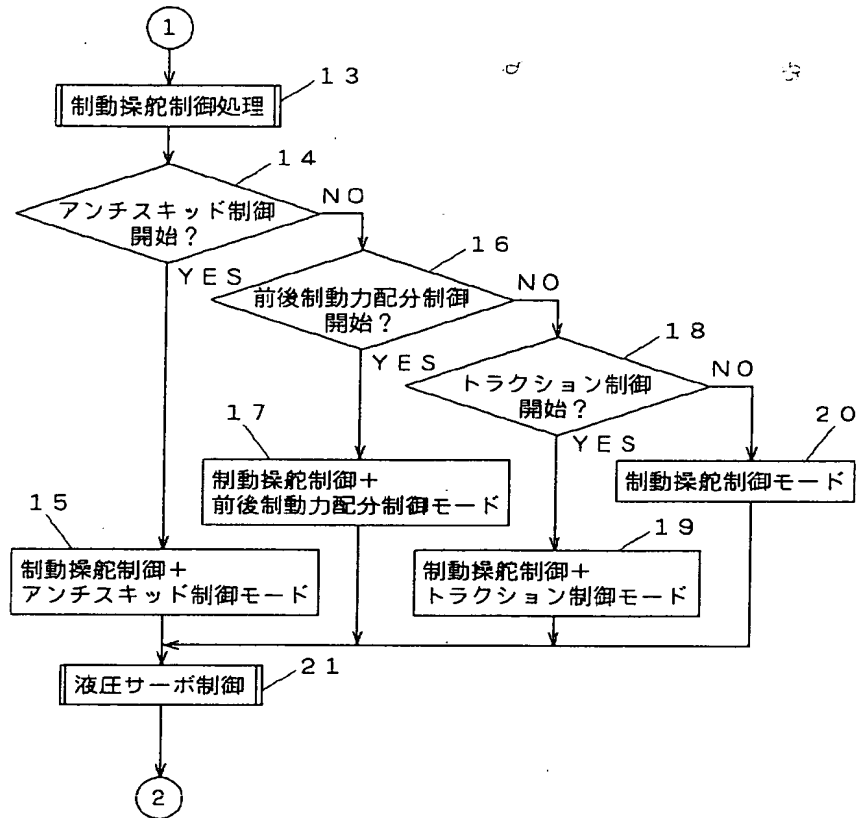 1
制動操舵制御処理
13
14
アンチスキッド制御
開始？
NO
YES
16
前後制動力配分制御
開始？
NO
YES
18
トラクション制御
開始？
NO
YES
17
制動操舵制御＋
前後制動力配分制御モード
20
制動操舵制御モード
15
制動操舵制御＋
アンチスキッド制御モード
19
制動操舵制御＋
トラクション制御モード
液圧サーボ制御
21
2